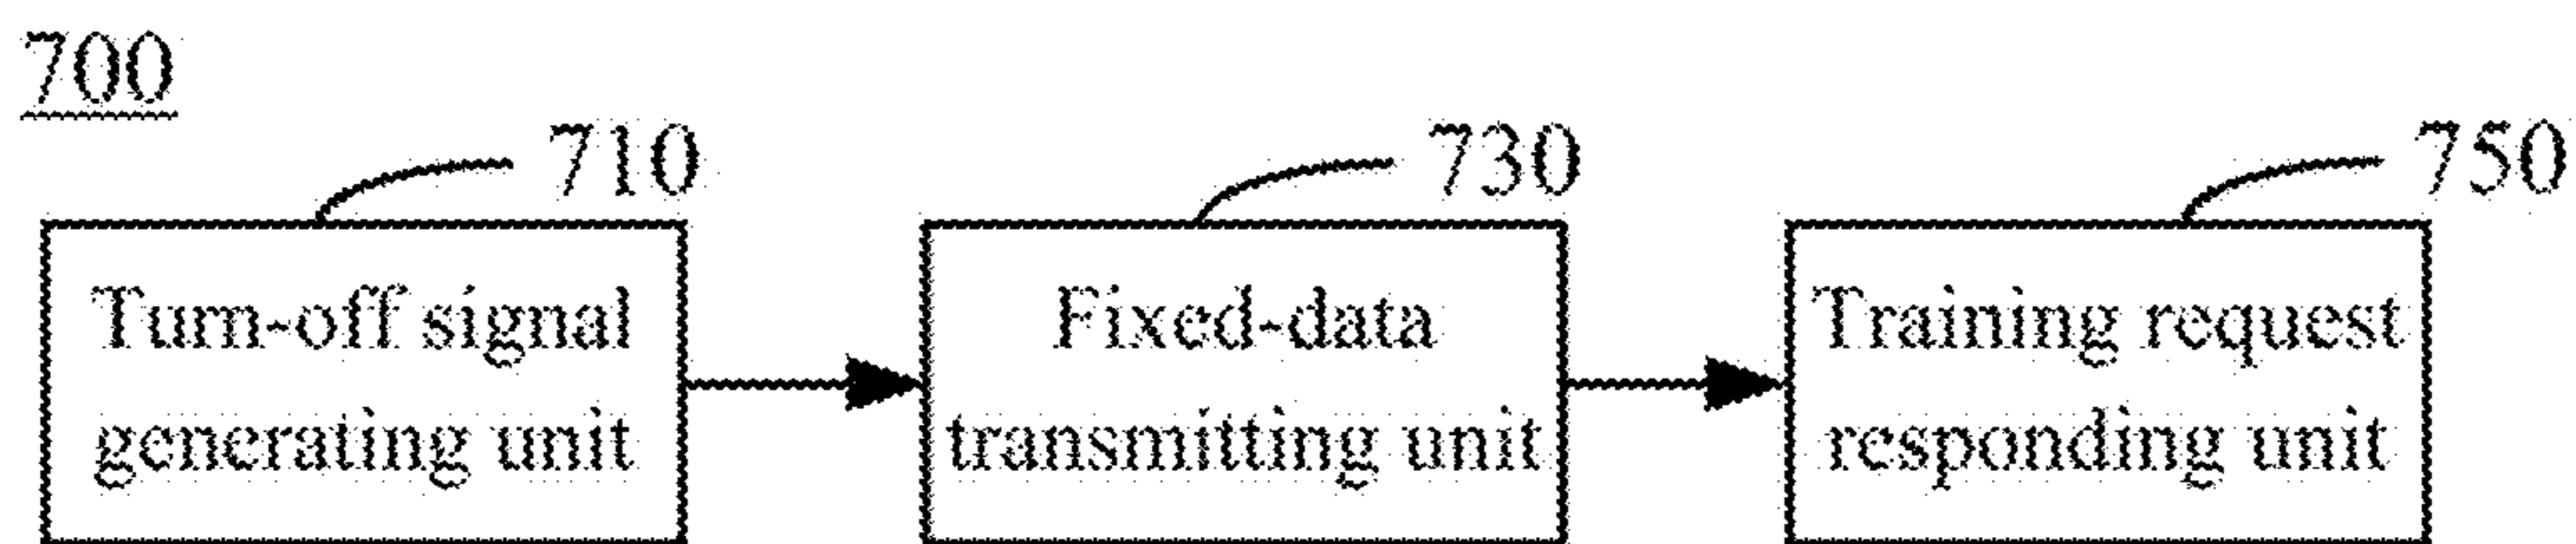 700
710
730
750
Turn-off signal
generating unit
Fixed-data
transmitting unit
Training request
responding unit